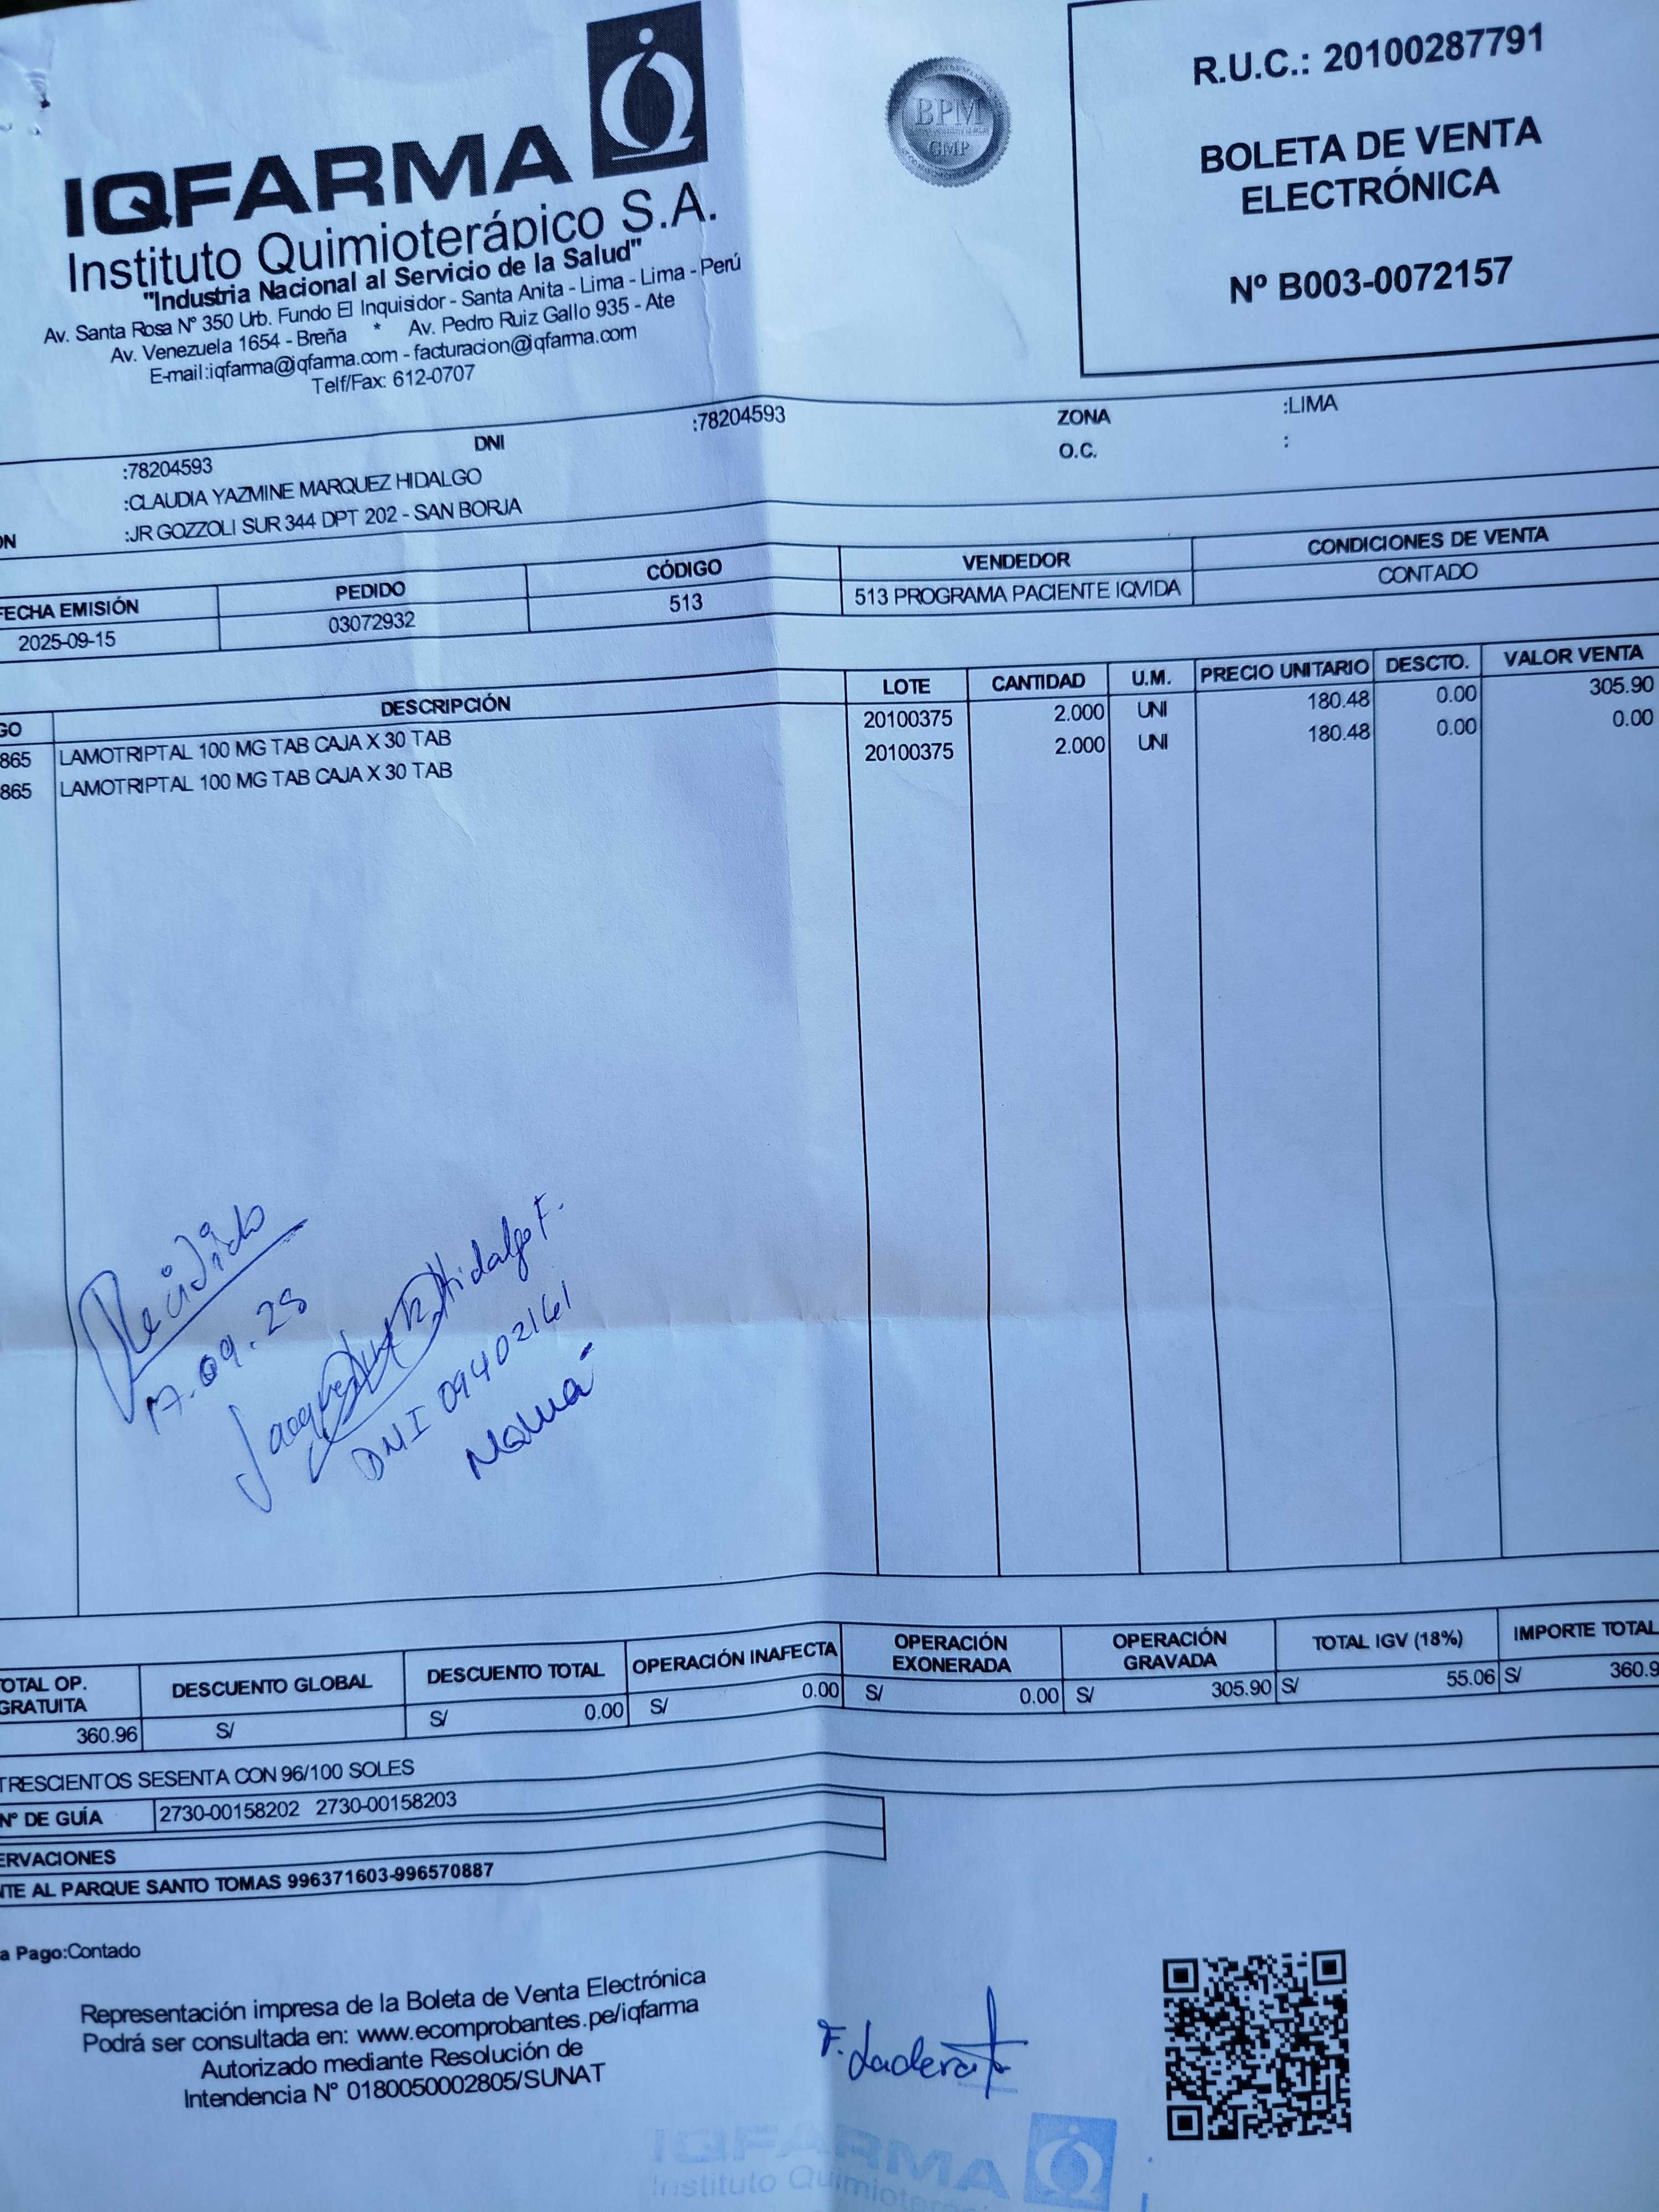 IQFARMA
Instituto Quimioterápico S.A.
"Industria Nacional al Servicio de la Salud"
Av. Santa Rosa Nº 350 Urb. Fundo El Inquisidor - Santa Anita - Lima - Lima - Perú
Av. Venezuela 1654 - Breña * Av. Pedro Ruiz Gallo 935 - Ate
E-mail:iqfarma@iqfarma.com - facturacion@iqfarma.com
Telf/Fax: 612-0707
BPM
GMP
R.U.C.: 20100287791
BOLETA DE VENTA
ELECTRÓNICA
Nº B003-0072157
:78204593 DNI :78204593 ZONA :LIMA
:CLAUDIA YAZMINE MARQUEZ HIDALGO O.C. :
ON :JR GOZZOLI SUR 344 DPT 202 - SAN BORJA
FECHA EMISIÓN PEDIDO CÓDIGO VENDEDOR CONDICIONES DE VENTA
2025-09-15 03072932 513 513 PROGRAMA PACIENTE IQVIDA CONTADO
GO DESCRIPCIÓN LOTE CANTIDAD U.M. PRECIO UNITARIO DESCTO. VALOR VENTA
865 LAMOTRIPTAL 100 MG TAB CAJA X 30 TAB 20100375 2.000 UNI 180.48 0.00 305.90
865 LAMOTRIPTAL 100 MG TAB CAJA X 30 TAB 20100375 2.000 UNI 180.48 0.00 0.00
Recibido
17.09.25
Hidalgo F.
DNI 09402161
Mamá
OTAL OP. GRATUITA DESCUENTO GLOBAL DESCUENTO TOTAL OPERACIÓN INAFECTA OPERACIÓN EXONERADA OPERACIÓN GRAVADA TOTAL IGV (18%) IMPORTE TOTAL
360.96 S/ S/ 0.00 S/ 0.00 S/ 0.00 S/ 305.90 S/ 55.06 S/ 360.9
TRESCIENTOS SESENTA CON 96/100 SOLES
Nº DE GUÍA 2730-00158202 2730-00158203
ERVACIONES
NTE AL PARQUE SANTO TOMAS 996371603-996570887
a Pago:Contado
Representación impresa de la Boleta de Venta Electrónica
Podrá ser consultada en: www.ecomprobantes.pe/iqfarma
Autorizado mediante Resolución de
Intendencia Nº 0180050002805/SUNAT
F. Ladera
IQFARMA
Instituto Quimioterápic